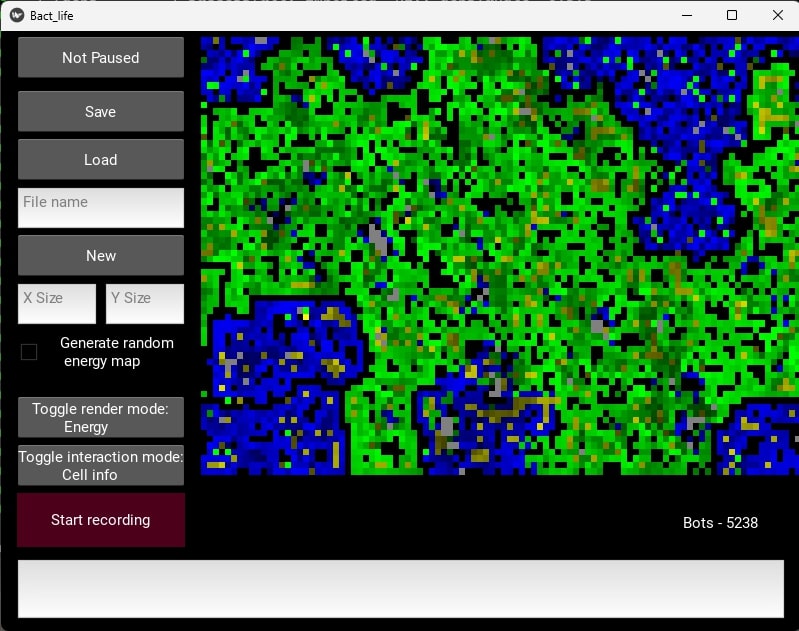 Bact_life
Not Paused
Save
Load
File name
New
X Size
Y Size
Generate random
energy map
Toggle render mode:
Energy
Toggle interaction mode:
Cell info
Start recording
Bots - 5238